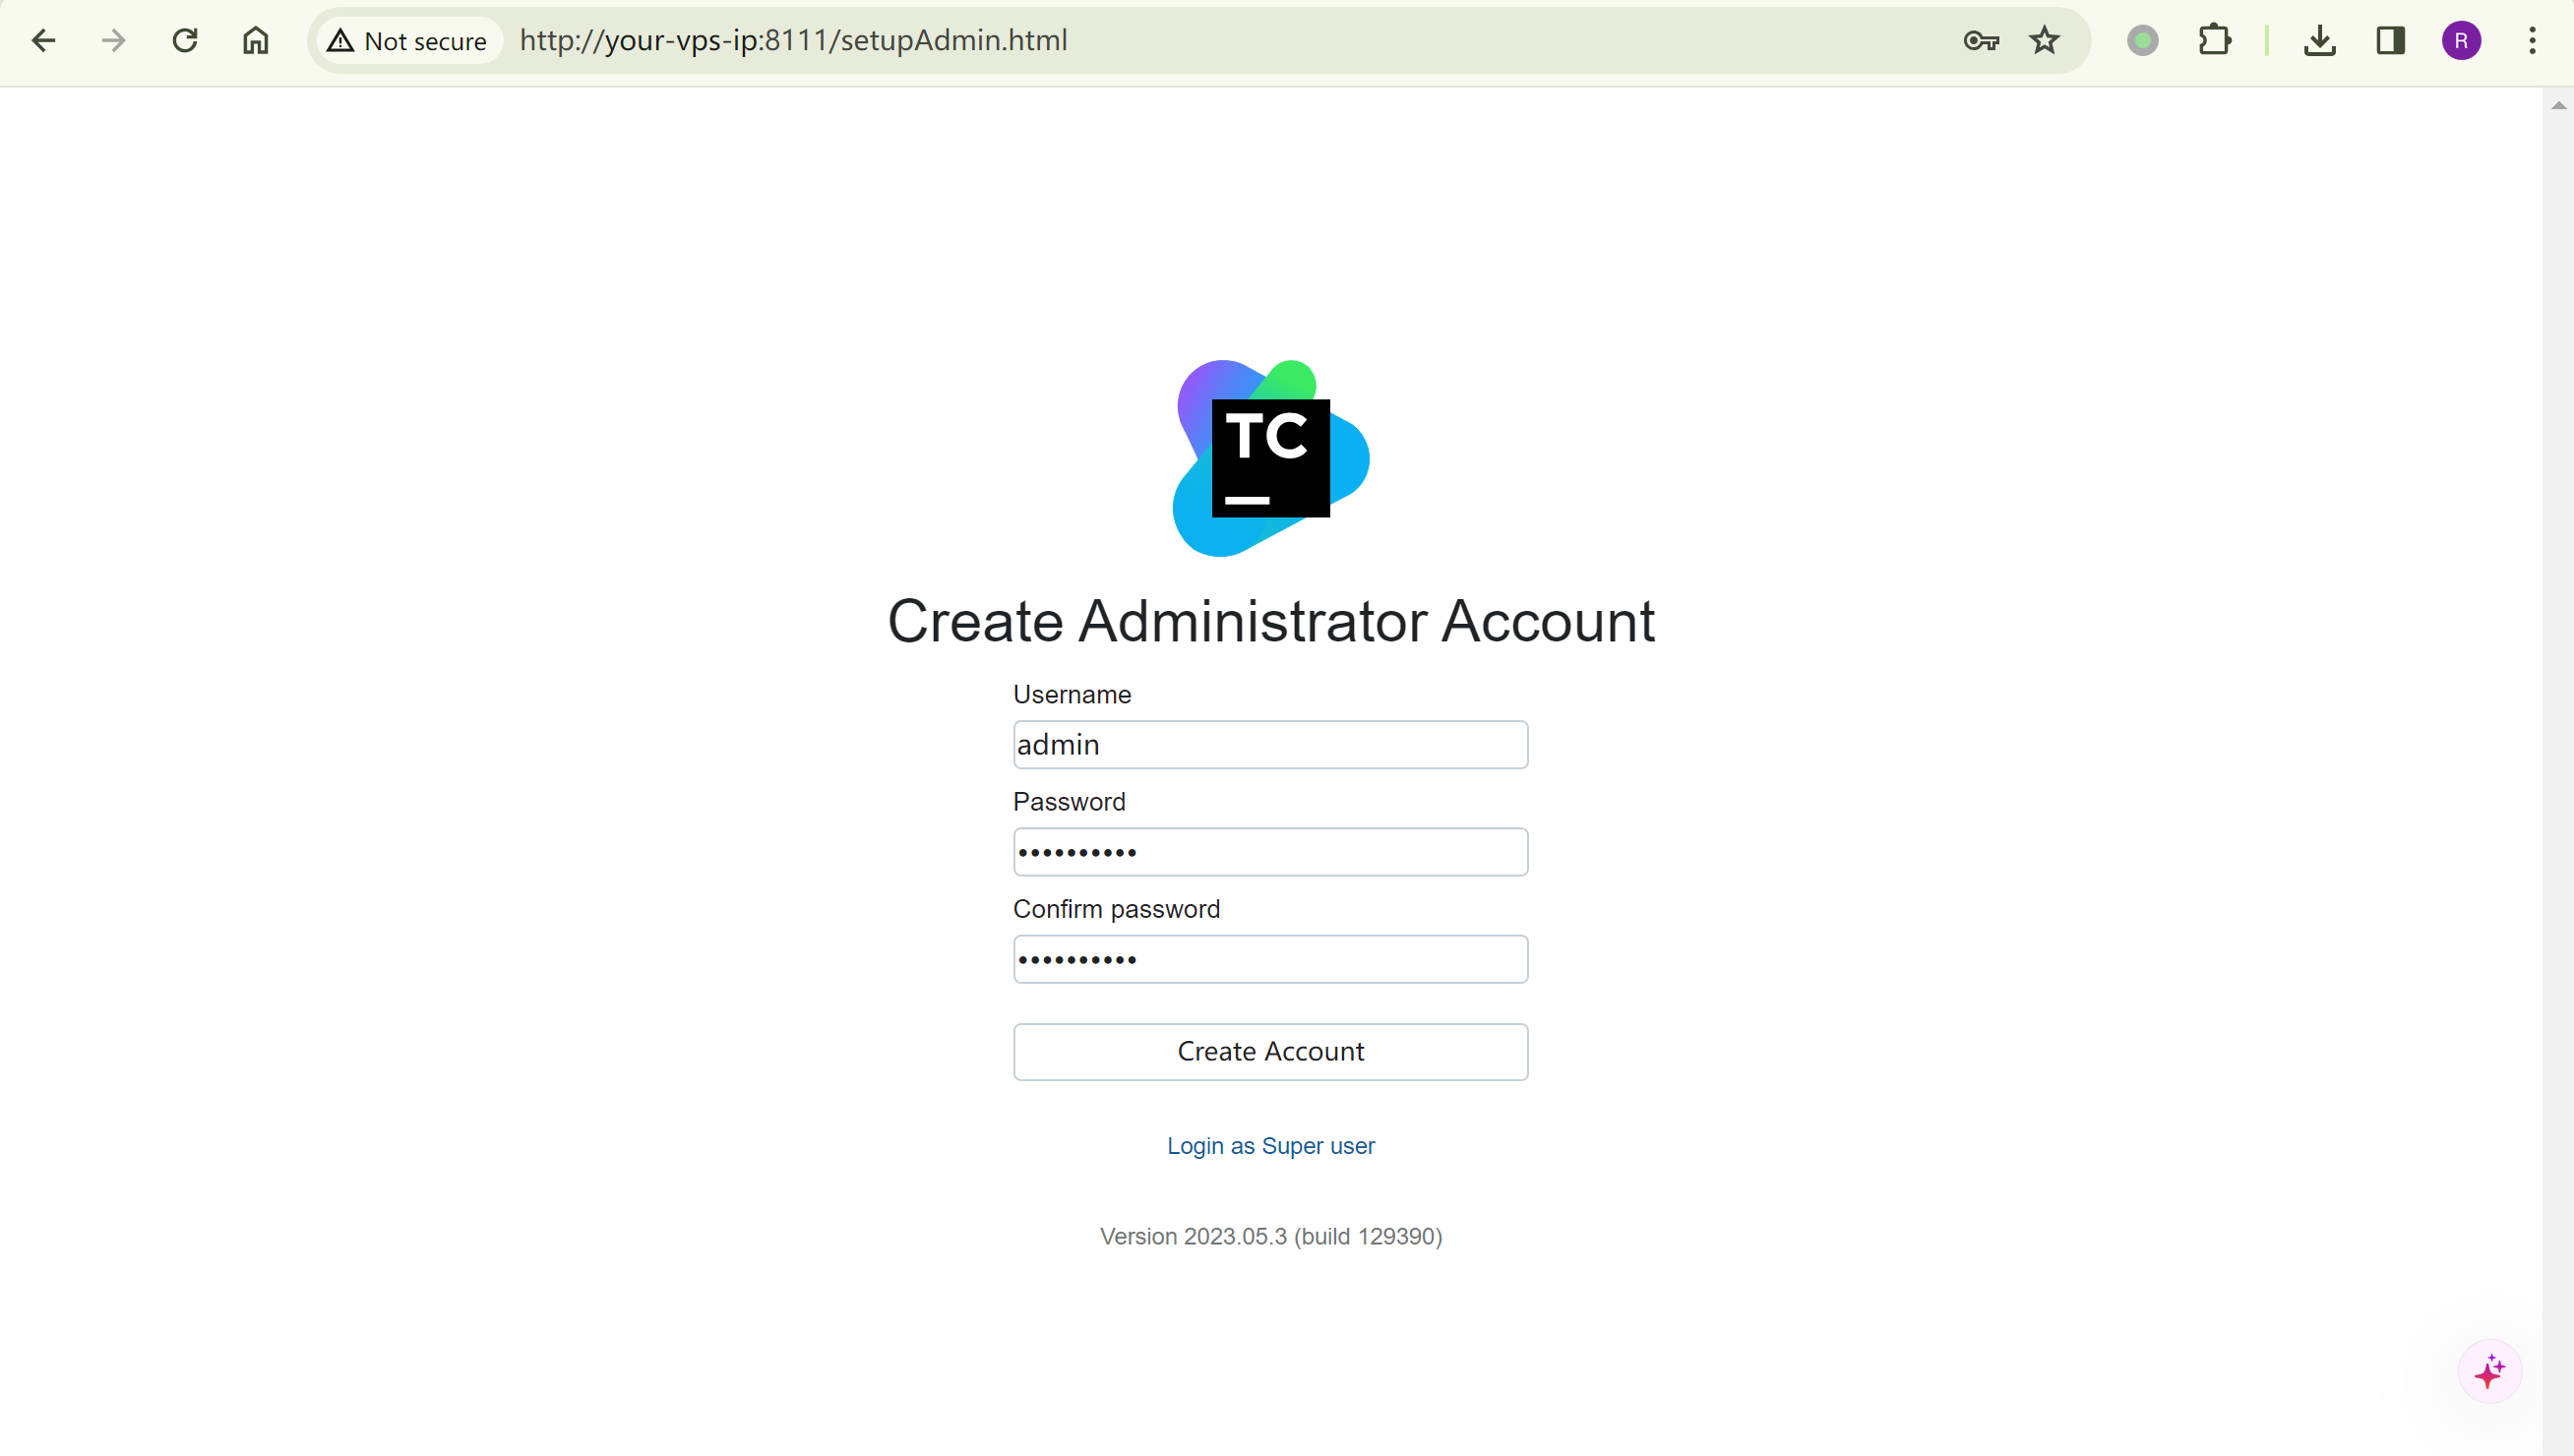 Not secure http://your-vps-ip:8111/setupAdmin.html R
TC
Create Administrator Account
Username
admin
Password
••••••••••
Confirm password
••••••••••
Create Account
Login as Super user
Version 2023.05.3 (build 129390)